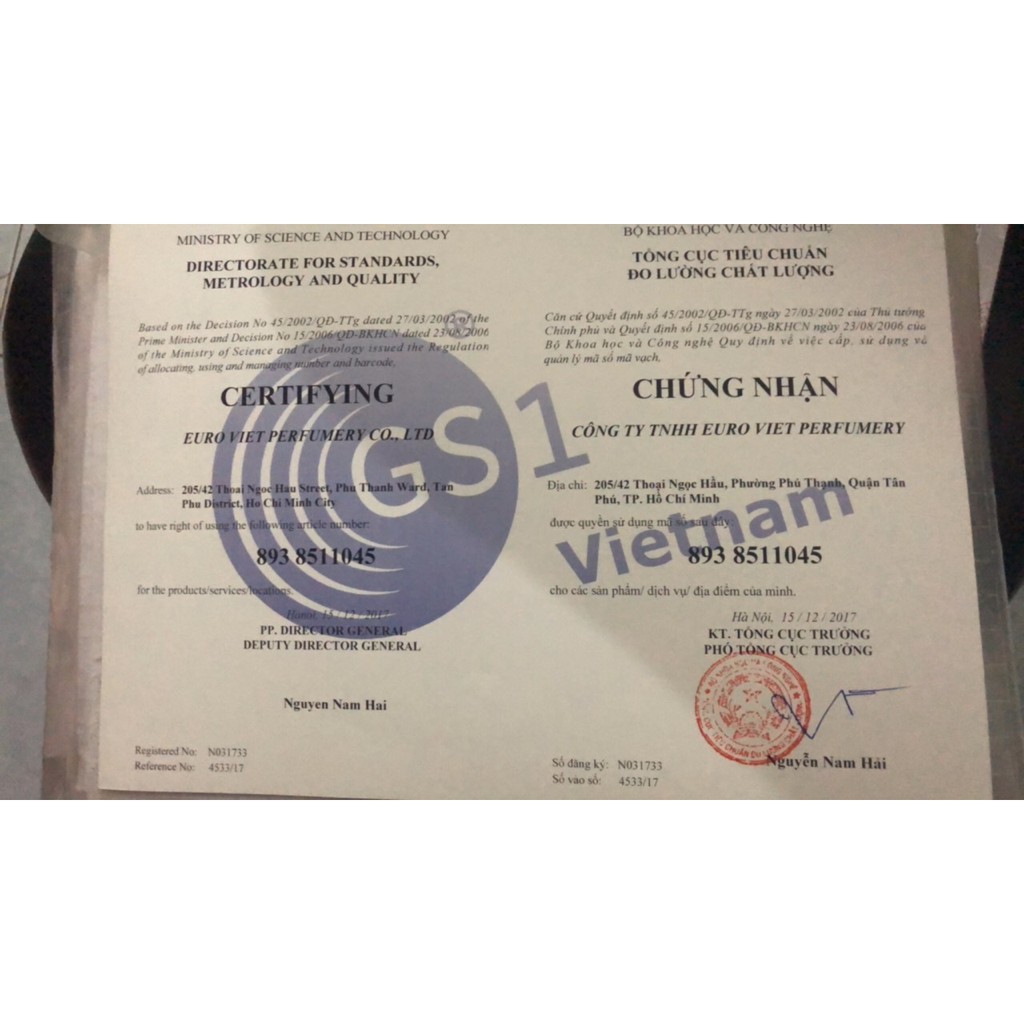 MINISTRY OF SCIENCE AND TECHNOLOGY
DIRECTORATE FOR STANDARDS,
METROLOGY AND QUALITY
Based on the Decision No 45/2002/QĐ-TTg dated 27/03/2002 of the
Prime Minister and Decision No 15/2006/QĐ-BKHCN dated 23/08/2006
of the Ministry of Science and Technology issued the Regulation
of allocating, using and managing number and barcode,
CERTIFYING
EURO VIET PERFUMERY CO., LTD
Address: 205/42 Thoai Ngoc Hau Street, Phu Thanh Ward, Tan
Phu District, Ho Chi Minh City
to have right of using the following article number:
893 8511045
for the products/services/locations.
Hanoi, 15 / 12 / 2017
PP. DIRECTOR GENERAL
DEPUTY DIRECTOR GENERAL
Nguyen Nam Hai
Registered No: N031733
Reference No: 4533/17
BỘ KHOA HỌC VÀ CÔNG NGHỆ
TỔNG CỤC TIÊU CHUẨN
ĐO LƯỜNG CHẤT LƯỢNG
Căn cứ Quyết định số 45/2002/QĐ-TTg ngày 27/03/2002 của Thủ tướng
Chính phủ và Quyết định số 15/2006/QĐ-BKHCN ngày 23/08/2006 của
Bộ Khoa học và Công nghệ Quy định về việc cấp, sử dụng và
quản lý mã số mã vạch.
CHỨNG NHẬN
CÔNG TY TNHH EURO VIET PERFUMERY
Địa chỉ: 205/42 Thoại Ngọc Hầu, Phường Phú Thạnh, Quận Tân
Phú, TP. Hồ Chí Minh
được quyền sử dụng mã số sau đây:
893 8511045
cho các sản phẩm/ dịch vụ/ địa điểm của mình.
Hà Nội, 15 / 12 / 2017
KT. TỔNG CỤC TRƯỞNG
PHÓ TỔNG CỤC TRƯỞNG
Nguyễn Nam Hải
Số đăng ký: N031733
Số vào sổ: 4533/17
GS1
Vietnam